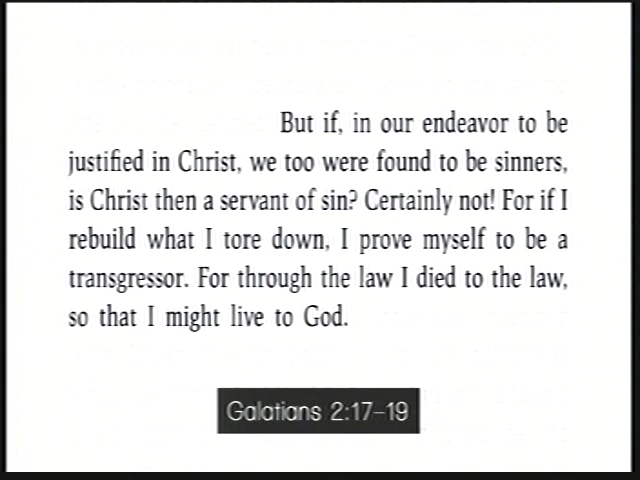 But if, in our endeavor to be
justified in Christ, we too were found to be sinners,
is Christ then a servant of sin? Certainly not! For if I
rebuild what I tore down, I prove myself to be a
transgressor. For through the law I died to the law,
so that I might live to God.
Galatians 2:17–19